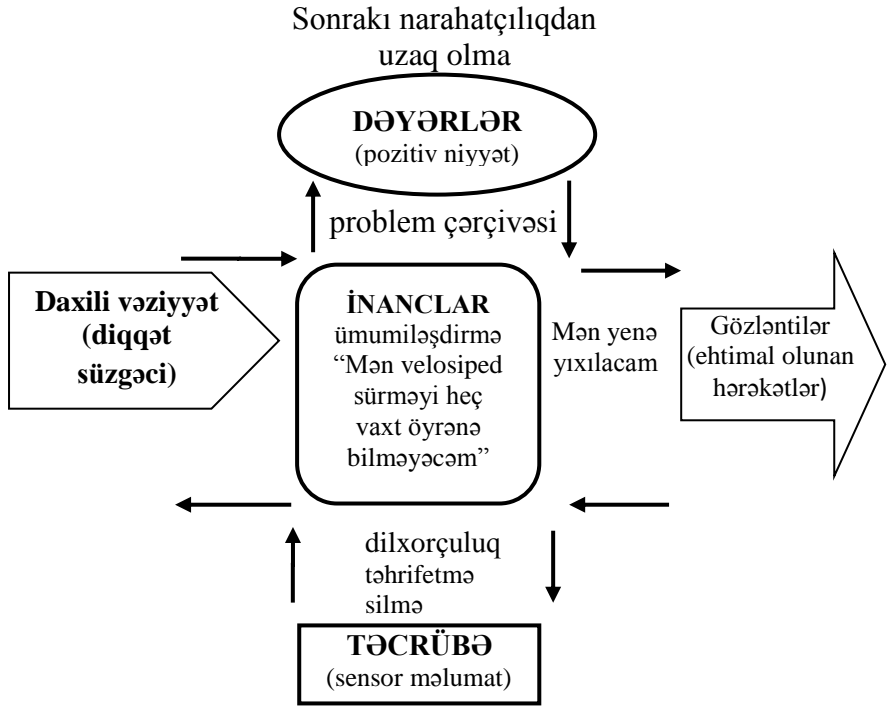 Sonrakı narahatçılıqdan
uzaq olma
DƏYƏRLƏR
(pozitiv niyyət)
problem çərçivəsi
Daxili vəziyyət
(diqqət
süzgəci)
İNANCLAR
ümumiləşdirmə
“Mən velosiped
sürməyi heç
vaxt öyrənə
bilməyəcəm”
Mən yenə
yıxılacam
Gözləntilər
(ehtimal olunan
hərəkətlər)
dilxorçuluq
təhrifetmə
silmə
TƏCRÜBƏ
(sensor məlumat)